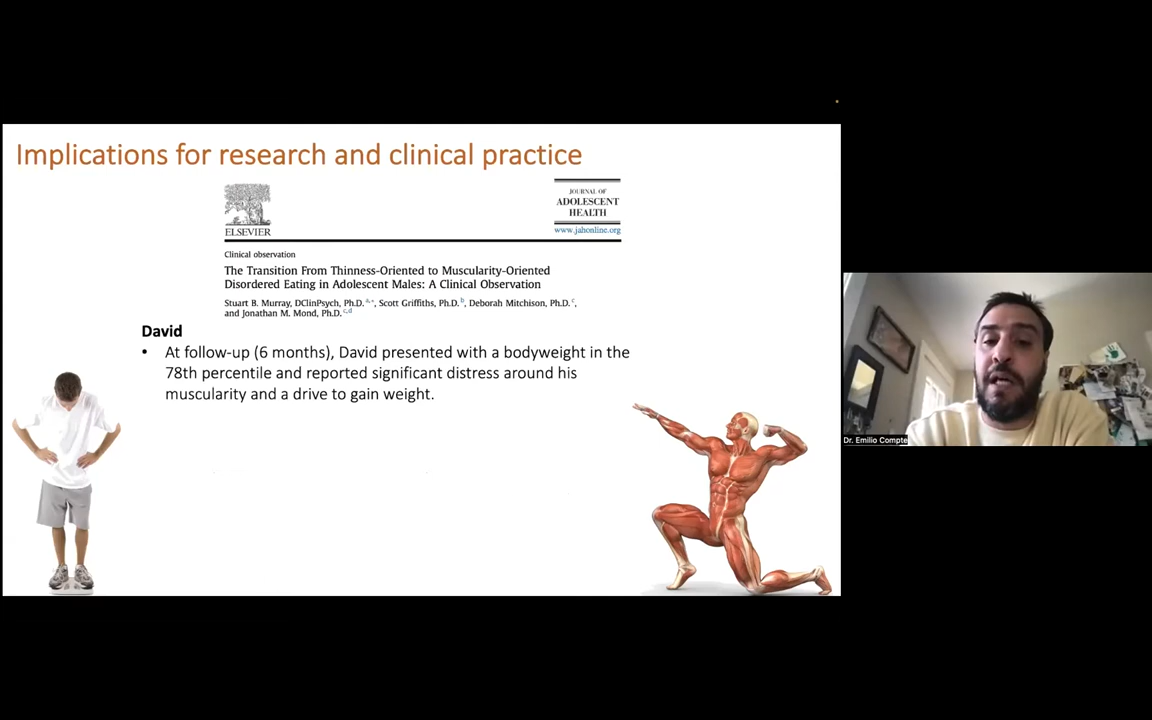 Implications for research and clinical practice
ELSEVIER
JOURNAL OF
ADOLESCENT
HEALTH
www.jahonline.org
Clinical observation
The Transition From Thinness-Oriented to Muscularity-Oriented
Disordered Eating in Adolescent Males: A Clinical Observation
Stuart B. Murray, DClinPsych, Ph.D. a,*, Scott Griffiths, Ph.D. b, Deborah Mitchison, Ph.D. c,
and Jonathan M. Mond, Ph.D. c,d
David
• At follow-up (6 months), David presented with a bodyweight in the
78th percentile and reported significant distress around his
muscularity and a drive to gain weight.
Dr. Emilio Compte